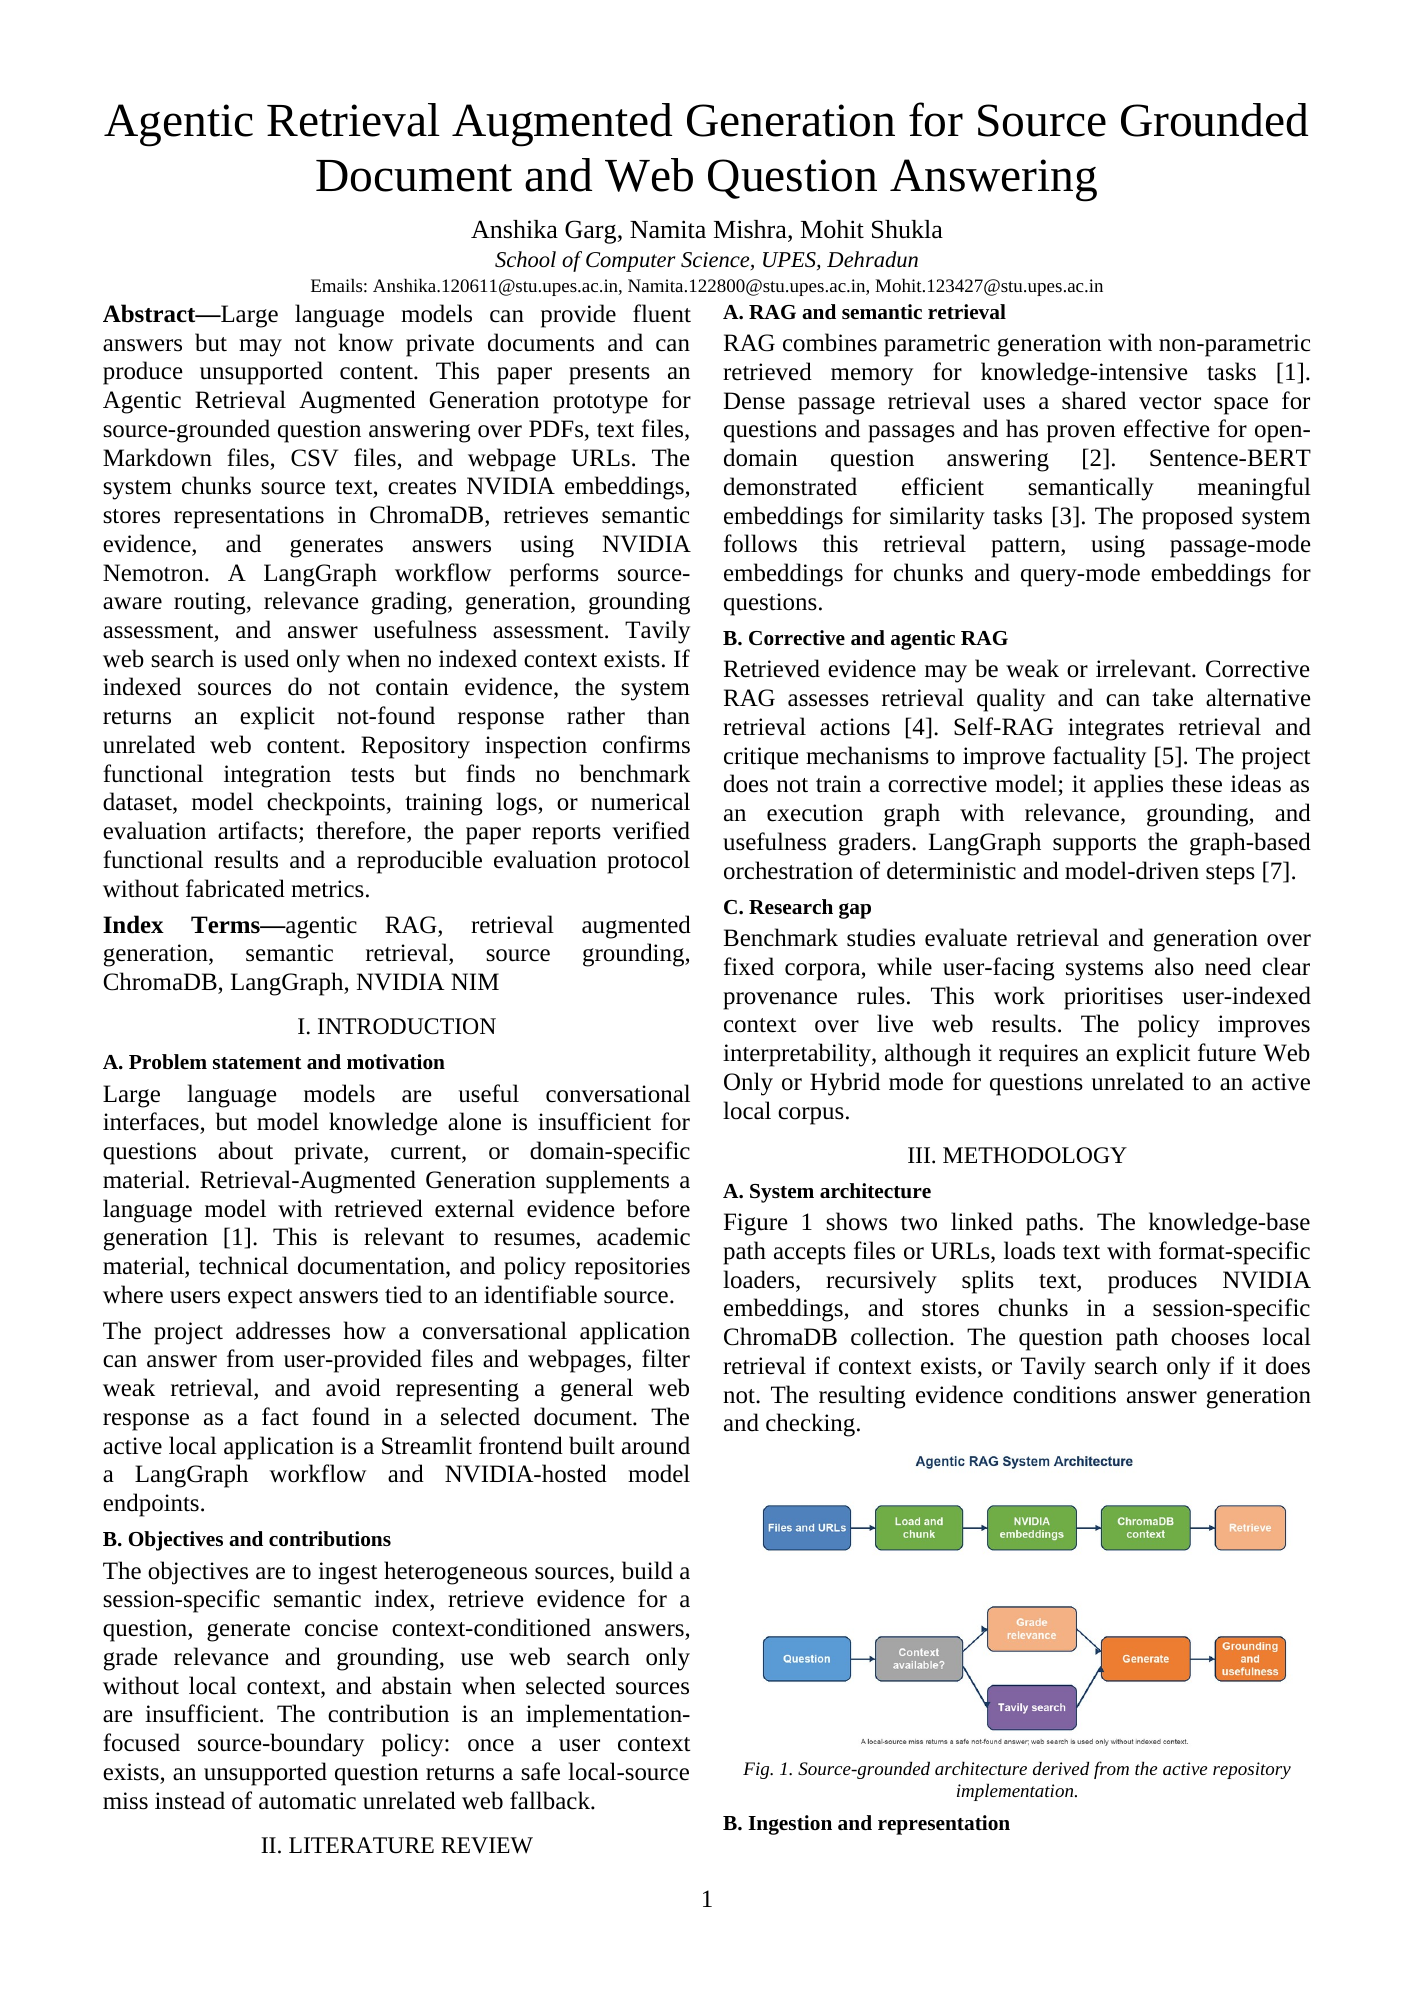 Agentic Retrieval Augmented Generation for Source Grounded
Document and Web Question Answering
Anshika Garg, Namita Mishra, Mohit Shukla
School of Computer Science, UPES, Dehradun
Emails: Anshika.120611@stu.upes.ac.in, Namita.122800@stu.upes.ac.in, Mohit.123427@stu.upes.ac.in
Abstract—Large language models can provide fluent
answers but may not know private documents and can
produce unsupported content. This paper presents an
Agentic Retrieval Augmented Generation prototype for
source-grounded question answering over PDFs, text files,
Markdown files, CSV files, and webpage URLs. The
system chunks source text, creates NVIDIA embeddings,
stores representations in ChromaDB, retrieves semantic
evidence, and generates answers using NVIDIA
Nemotron. A LangGraph workflow performs source-
aware routing, relevance grading, generation, grounding
assessment, and answer usefulness assessment. Tavily
web search is used only when no indexed context exists. If
indexed sources do not contain evidence, the system
returns an explicit not-found response rather than
unrelated web content. Repository inspection confirms
functional integration tests but finds no benchmark
dataset, model checkpoints, training logs, or numerical
evaluation artifacts; therefore, the paper reports verified
functional results and a reproducible evaluation protocol
without fabricated metrics.
Index Terms—agentic RAG, retrieval augmented
generation, semantic retrieval, source grounding,
ChromaDB, LangGraph, NVIDIA NIM
I. INTRODUCTION
A. Problem statement and motivation
Large language models are useful conversational
interfaces, but model knowledge alone is insufficient for
questions about private, current, or domain-specific
material. Retrieval-Augmented Generation supplements a
language model with retrieved external evidence before
generation [1]. This is relevant to resumes, academic
material, technical documentation, and policy repositories
where users expect answers tied to an identifiable source.
The project addresses how a conversational application
can answer from user-provided files and webpages, filter
weak retrieval, and avoid representing a general web
response as a fact found in a selected document. The
active local application is a Streamlit frontend built around
a LangGraph workflow and NVIDIA-hosted model
endpoints.
B. Objectives and contributions
The objectives are to ingest heterogeneous sources, build a
session-specific semantic index, retrieve evidence for a
question, generate concise context-conditioned answers,
grade relevance and grounding, use web search only
without local context, and abstain when selected sources
are insufficient. The contribution is an implementation-
focused source-boundary policy: once a user context
exists, an unsupported question returns a safe local-source
miss instead of automatic unrelated web fallback.
II. LITERATURE REVIEW
A. RAG and semantic retrieval
RAG combines parametric generation with non-parametric
retrieved memory for knowledge-intensive tasks [1].
Dense passage retrieval uses a shared vector space for
questions and passages and has proven effective for open-
domain question answering [2]. Sentence-BERT
demonstrated efficient semantically meaningful
embeddings for similarity tasks [3]. The proposed system
follows this retrieval pattern, using passage-mode
embeddings for chunks and query-mode embeddings for
questions.
B. Corrective and agentic RAG
Retrieved evidence may be weak or irrelevant. Corrective
RAG assesses retrieval quality and can take alternative
retrieval actions [4]. Self-RAG integrates retrieval and
critique mechanisms to improve factuality [5]. The project
does not train a corrective model; it applies these ideas as
an execution graph with relevance, grounding, and
usefulness graders. LangGraph supports the graph-based
orchestration of deterministic and model-driven steps [7].
C. Research gap
Benchmark studies evaluate retrieval and generation over
fixed corpora, while user-facing systems also need clear
provenance rules. This work prioritises user-indexed
context over live web results. The policy improves
interpretability, although it requires an explicit future Web
Only or Hybrid mode for questions unrelated to an active
local corpus.
III. METHODOLOGY
A. System architecture
Figure 1 shows two linked paths. The knowledge-base
path accepts files or URLs, loads text with format-specific
loaders, recursively splits text, produces NVIDIA
embeddings, and stores chunks in a session-specific
ChromaDB collection. The question path chooses local
retrieval if context exists, or Tavily search only if it does
not. The resulting evidence conditions answer generation
and checking.
Agentic RAG System Architecture
Files and URLs
Load and
chunk
NVIDIA
embeddings
ChromaDB
context
Retrieve
Question
Context
available?
Grade
relevance
Tavily search
Generate
Grounding
and
usefulness
A local-source miss returns a safe not-found answer; web search is used only without indexed context.
Fig. 1. Source-grounded architecture derived from the active repository
implementation.
B. Ingestion and representation
1